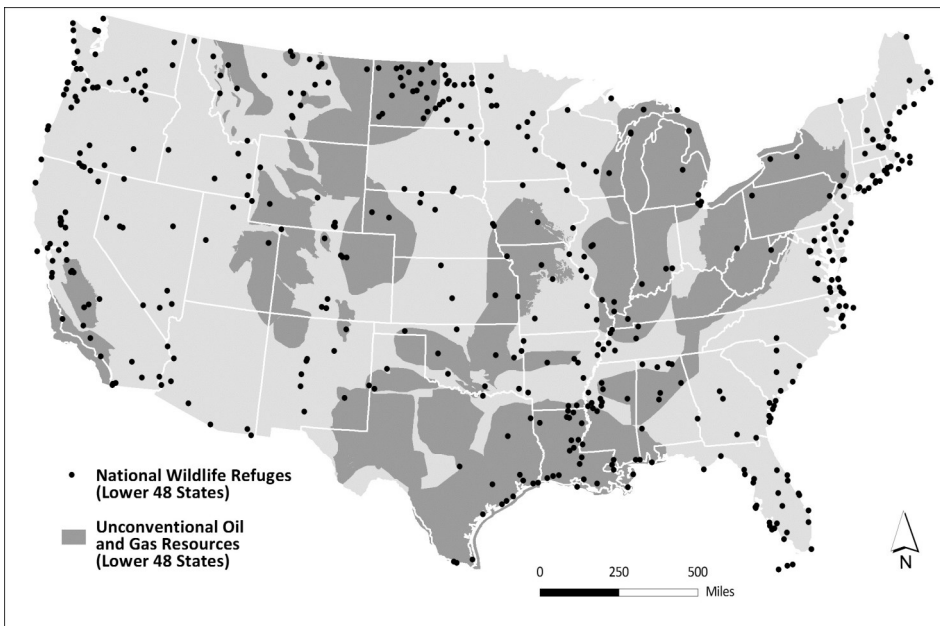 National Wildlife Refuges
(Lower 48 States)
Unconventional Oil
and Gas Resources
(Lower 48 States)
0 250 500
Miles
N